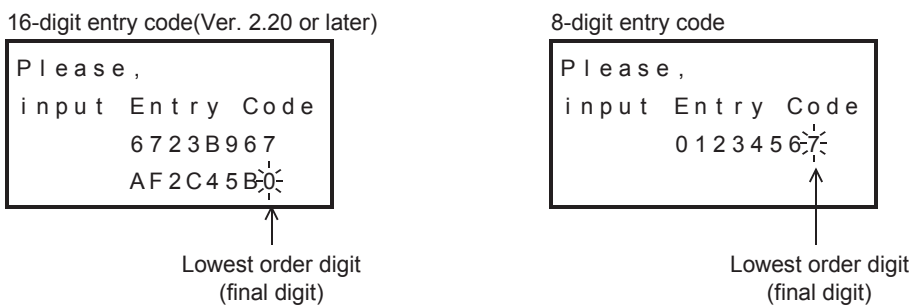 16-digit entry code(Ver. 2.20 or later)
Please,
input Entry Code
6723B967
AF2C45B0
Lowest order digit
(final digit)
8-digit entry code
Please,
input Entry Code
01234567
Lowest order digit
(final digit)